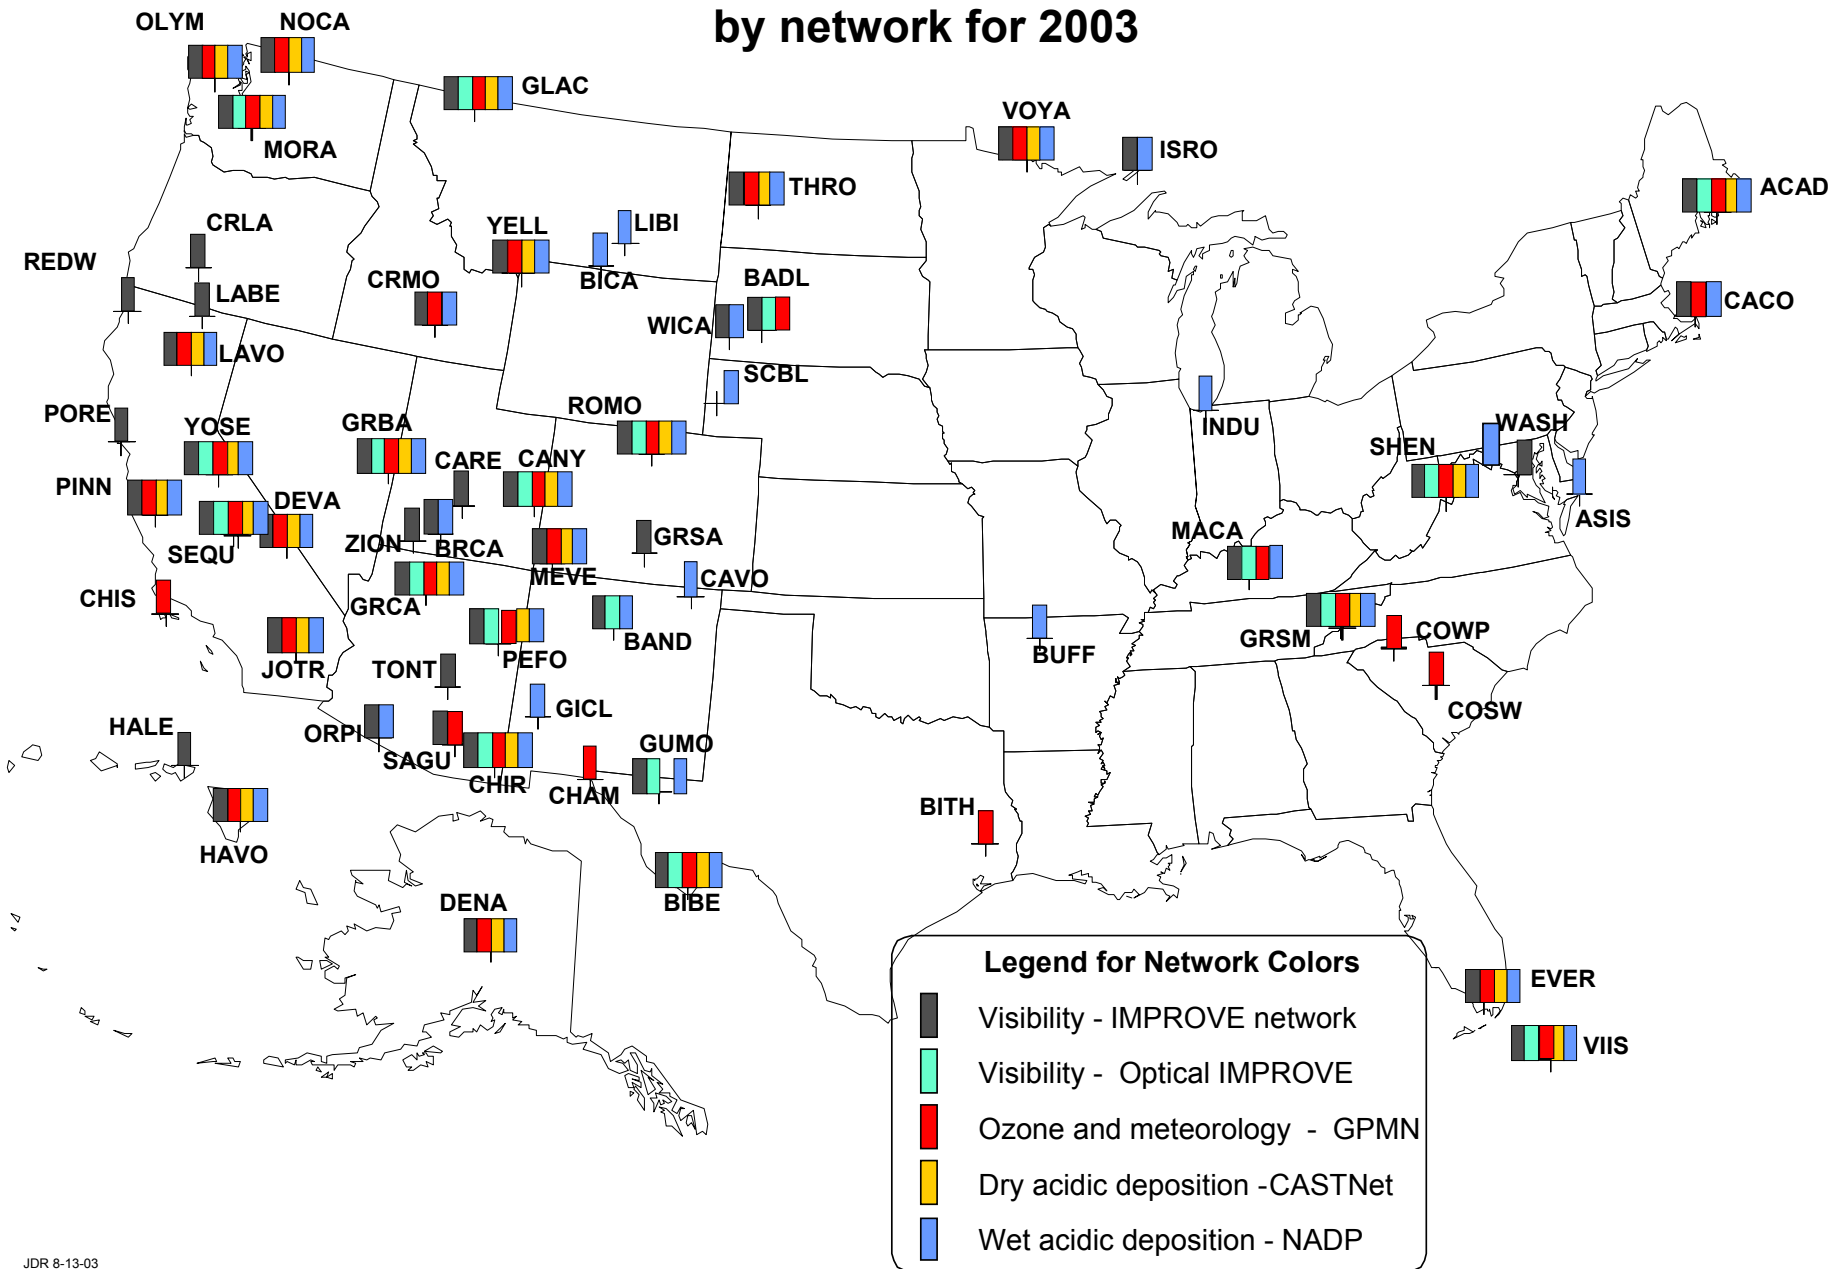 by network for 2003
OLYM
NOCA
GLAC
MORA
VOYA
ISRO
THRO
ACAD
CRLA
YELL
LIBI
REDW
BICA
CRMO
BADL
LABE
CACO
WICA
LAVO
SCBL
PORE
YOSE
GRBA
ROMO
INDU
WASH
SHEN
CARE
CANY
PINN
DEVA
ASIS
ZION
BRCA
GRSA
MACA
SEQU
MEVE
CAVO
CHIS
GRCA
BAND
GRSM
COWP
BUFF
JOTR
TONT
PEFO
HALE
ORPI
GICL
COSW
SAGU
GUMO
CHIR
CHAM
BITH
HAVO
DENA
BIBE
Legend for Network Colors
EVER
Visibility - IMPROVE network
VIIS
Visibility - Optical IMPROVE
Ozone and meteorology - GPMN
Dry acidic deposition -CASTNet
Wet acidic deposition - NADP
JDR 8-13-03